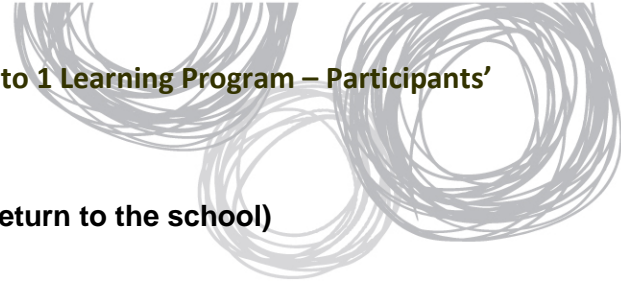 to 1 Learning Program – Participants’
eturn to the school)